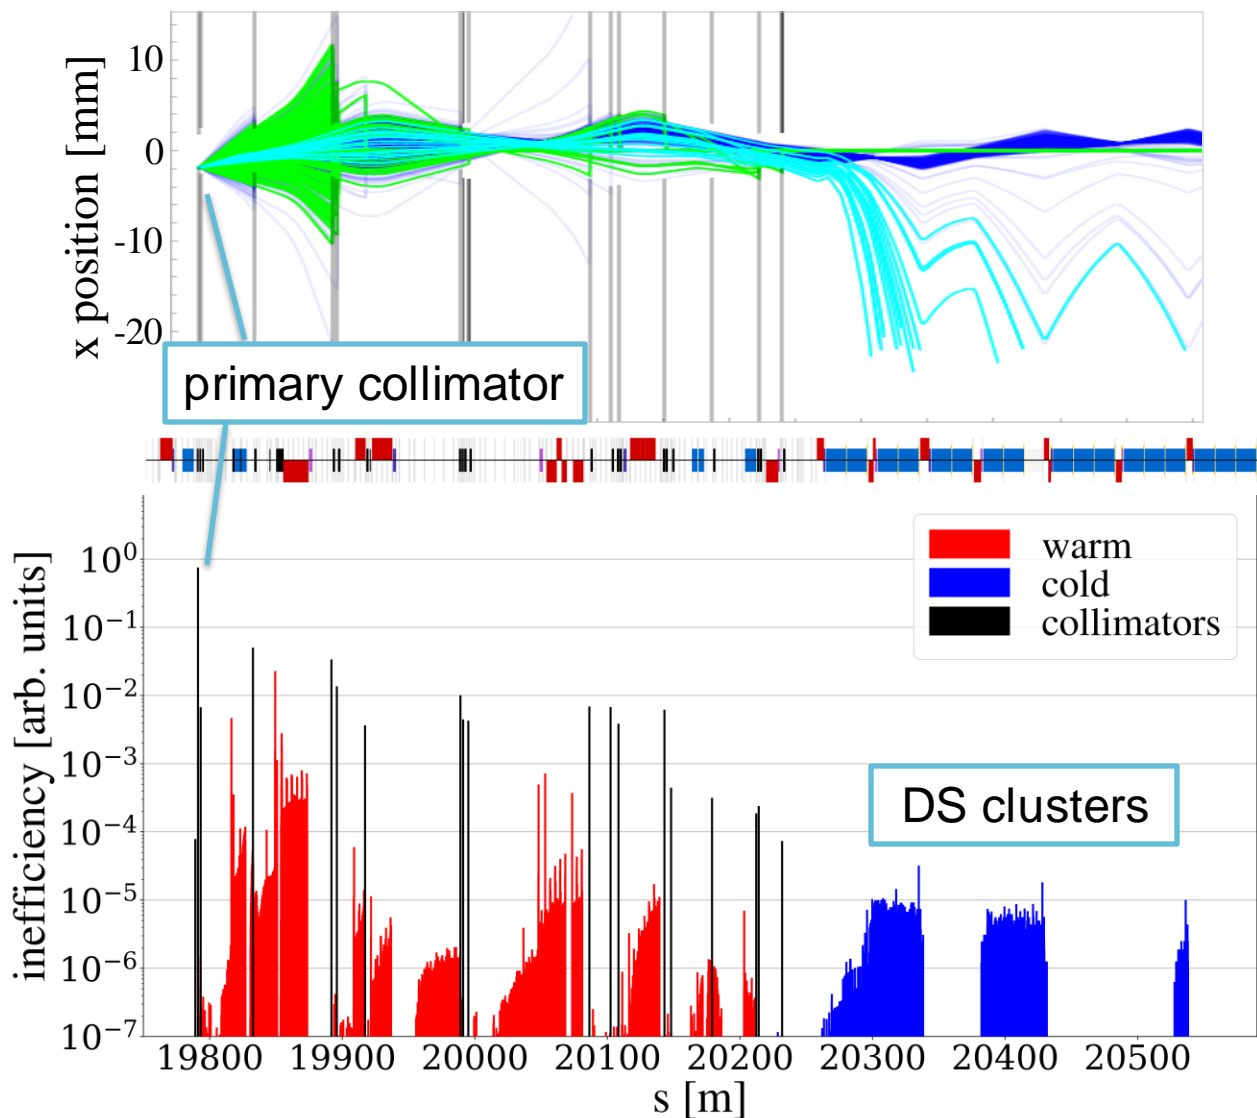 x position [mm]
10
0
-10
-20
primary collimator
inefficiency [arb. units]
10⁰
10⁻¹
10⁻²
10⁻³
10⁻⁴
10⁻⁵
10⁻⁶
10⁻⁷
warm
cold
collimators
DS clusters
19800 19900 20000 20100 20200 20300 20400 20500
s [m]